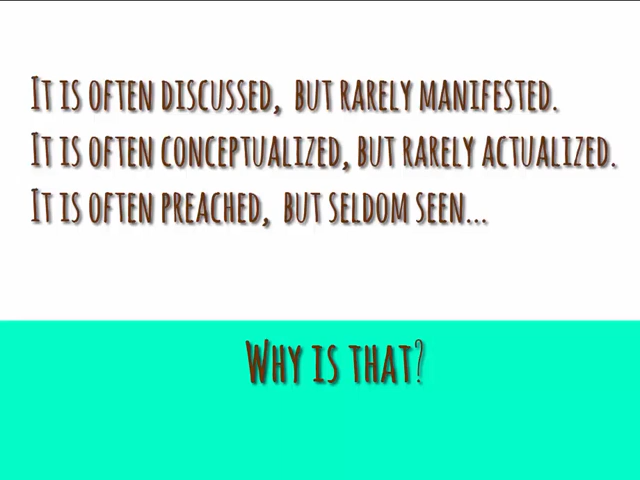 It is often discussed, but rarely manifested.
It is often conceptualized, but rarely actualized.
It is often preached, but seldom seen...
Why is that?